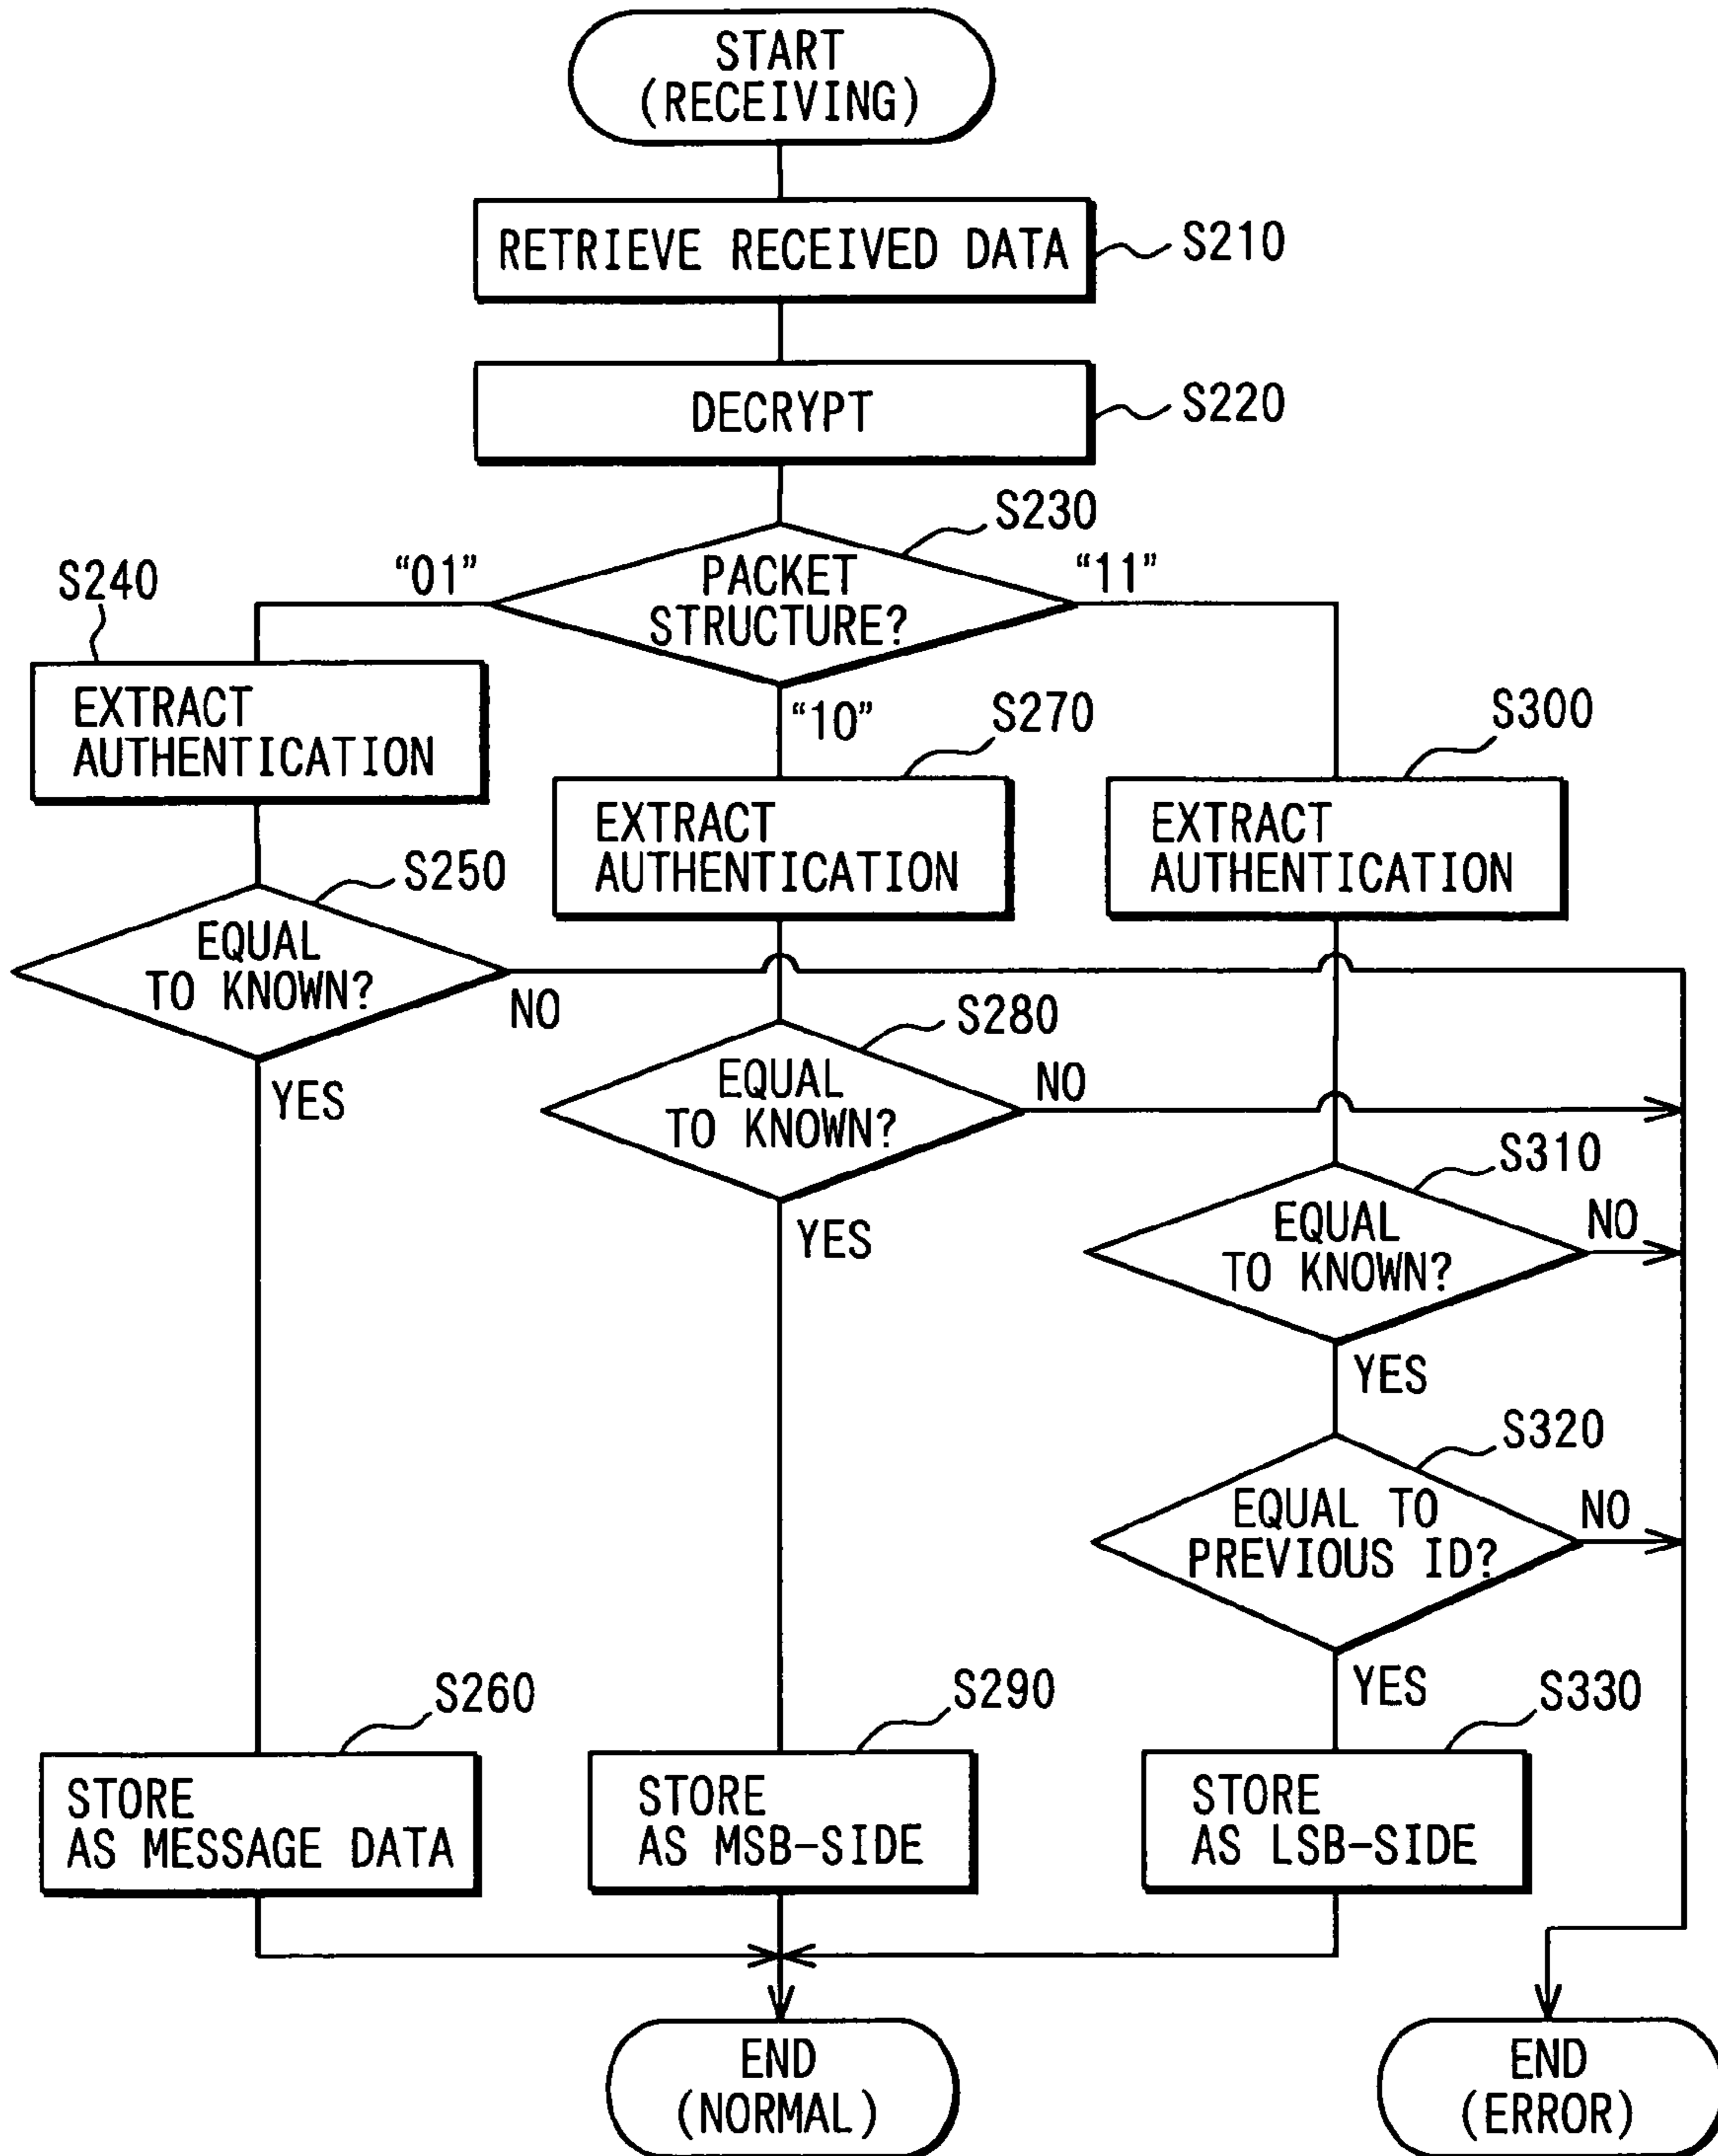 START
(RECEIVING)
RETRIEVE RECEIVED DATA
S210
DECRYPT
S220
S230
PACKET
STRUCTURE?
“01”
“11”
“10”
S240
EXTRACT
AUTHENTICATION
S270
EXTRACT
AUTHENTICATION
S300
EXTRACT
AUTHENTICATION
S250
EQUAL
TO KNOWN?
NO
YES
S280
EQUAL
TO KNOWN?
NO
YES
S310
EQUAL
TO KNOWN?
NO
YES
S320
EQUAL TO
PREVIOUS ID?
NO
YES
S260
STORE
AS MESSAGE DATA
S290
STORE
AS MSB-SIDE
S330
STORE
AS LSB-SIDE
END
(NORMAL)
END
(ERROR)